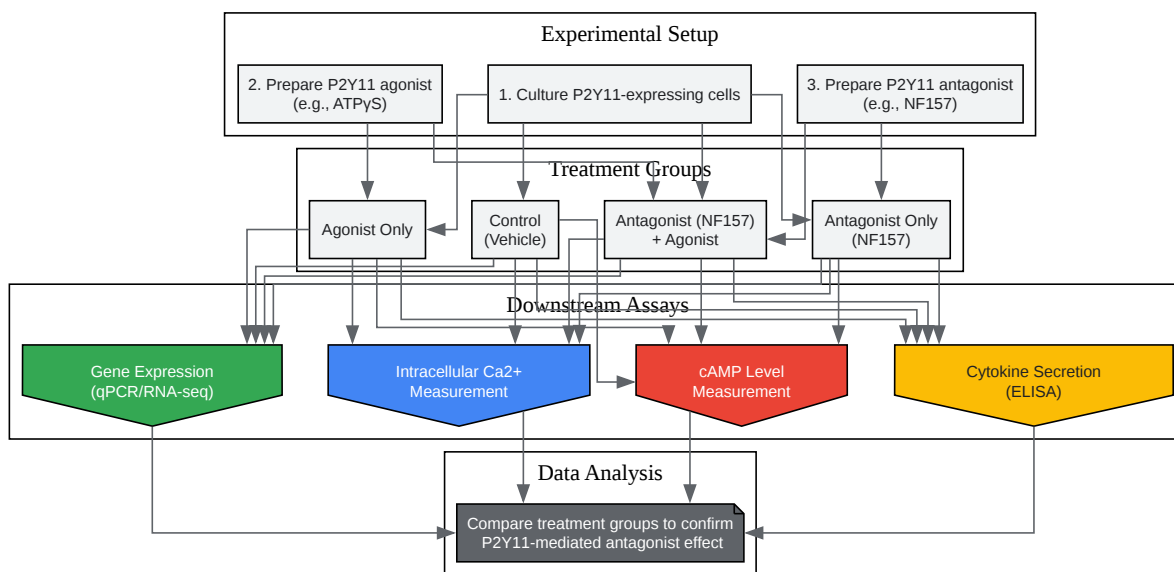 Experimental Setup
2. Prepare P2Y11 agonist
(e.g., ATPγS)
1. Culture P2Y11-expressing cells
3. Prepare P2Y11 antagonist
(e.g., NF157)
Treatment Groups
Agonist Only
Control
(Vehicle)
Antagonist (NF157)
+ Agonist
Antagonist Only
(NF157)
Downstream Assays
Gene Expression
(qPCR/RNA-seq)
Intracellular Ca2+
Measurement
cAMP Level
Measurement
Cytokine Secretion
(ELISA)
Data Analysis
Compare treatment groups to confirm
P2Y11-mediated antagonist effect